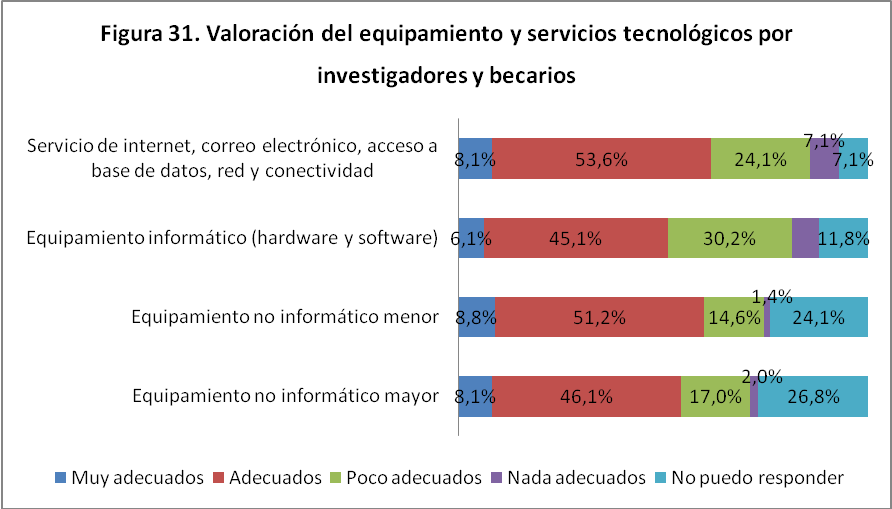 Figura 31. Valoración del equipamiento y servicios tecnológicos por
investigadores y becarios
Servicio de internet, correo electrónico, acceso a
base de datos, red y conectividad
8,1% 53,6% 24,1% 7,1% 7,1%
Equipamiento informático (hardware y software)
6,1% 45,1% 30,2% 11,8%
Equipamiento no informático menor
8,8% 51,2% 14,6% 1,4% 24,1%
Equipamiento no informático mayor
8,1% 46,1% 17,0% 2,0% 26,8%
Muy adecuados Adecuados Poco adecuados Nada adecuados No puedo responder